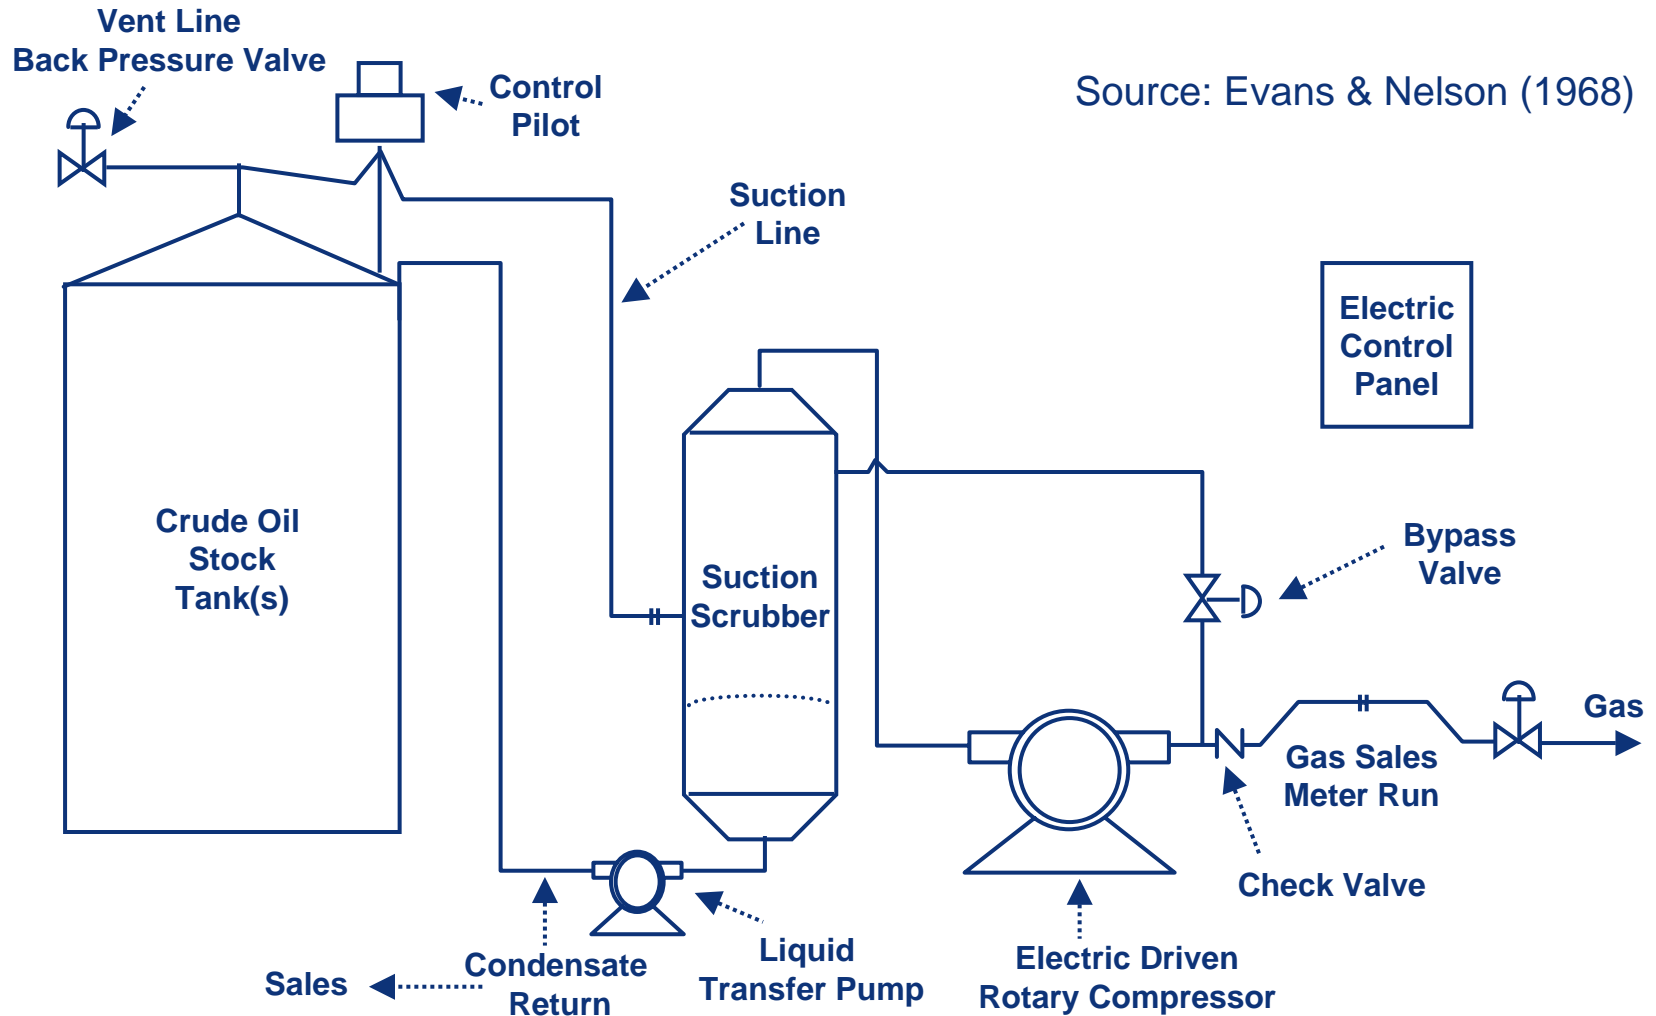 Vent Line
Back Pressure Valve
Control
Pilot
Source: Evans & Nelson (1968)
Suction
Line
Electric
Control
Panel
Crude Oil
Stock
Tank(s)
Suction
Scrubber
Bypass
Valve
Gas
Gas Sales
Meter Run
Check Valve
Sales
Condensate
Return
Liquid
Transfer Pump
Electric Driven
Rotary Compressor